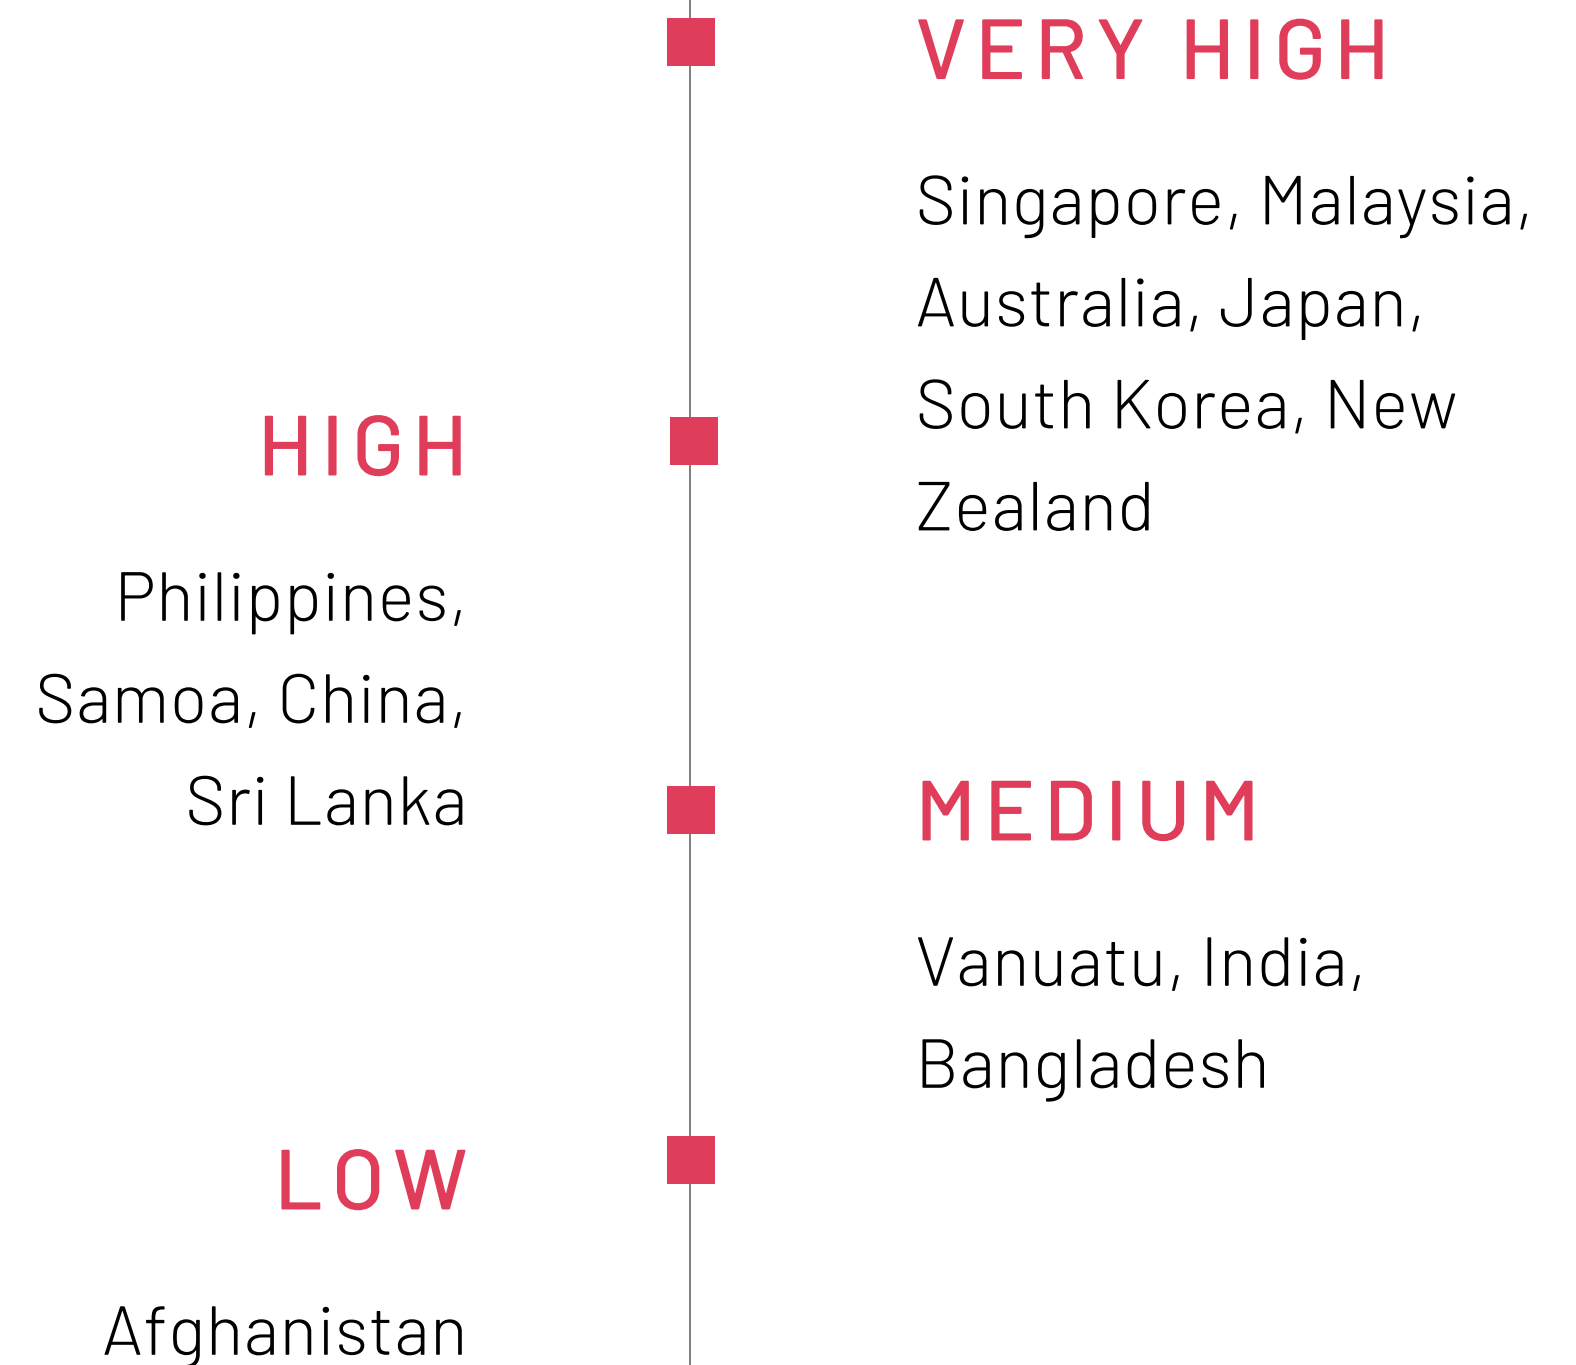 VERY HIGH
Singapore, Malaysia,
Australia, Japan,
South Korea, New
Zealand
HIGH
Philippines,
Samoa, China,
Sri Lanka
MEDIUM
Vanuatu, India,
Bangladesh
LOW
Afghanistan